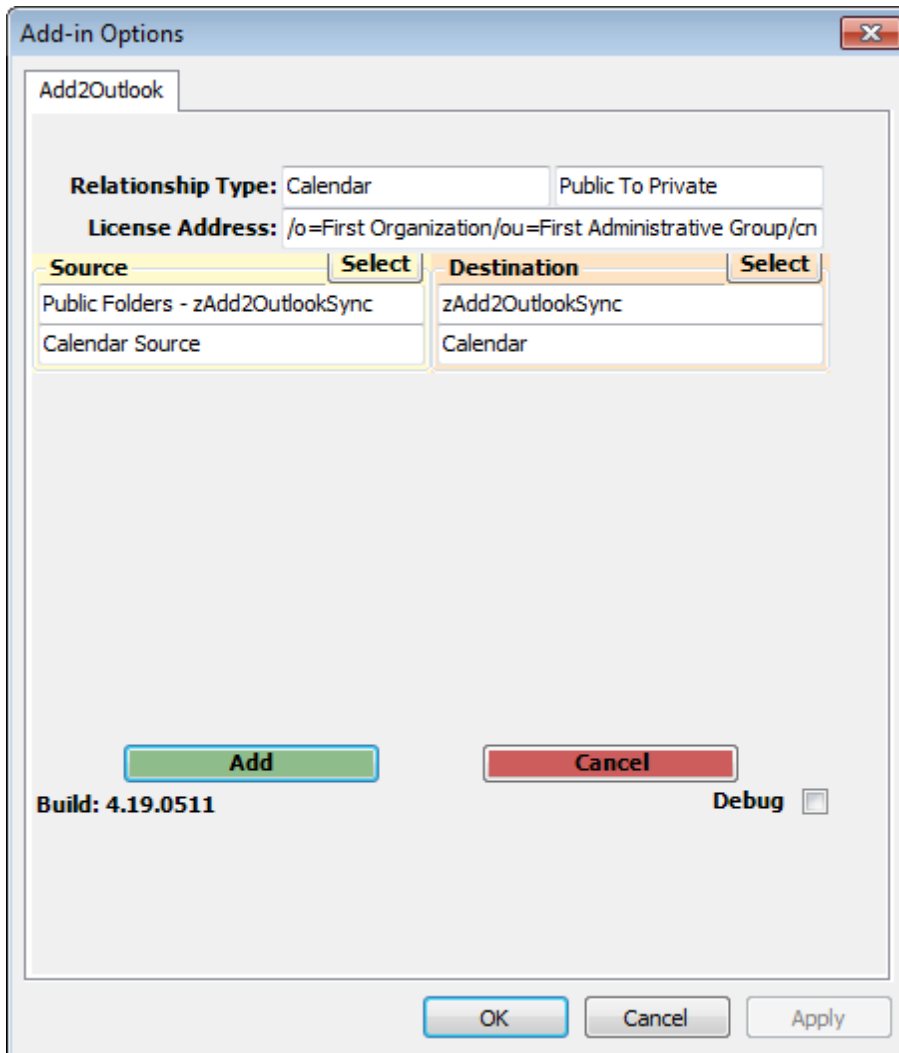 Add-in Options
Add2Outlook
Relationship Type: Calendar Public To Private
License Address: /o=First Organization/ou=First Administrative Group/cn
Source Select Destination Select
Public Folders - zAdd2OutlookSync zAdd2OutlookSync
Calendar Source Calendar
Add Cancel
Build: 4.19.0511 Debug
OK Cancel Apply